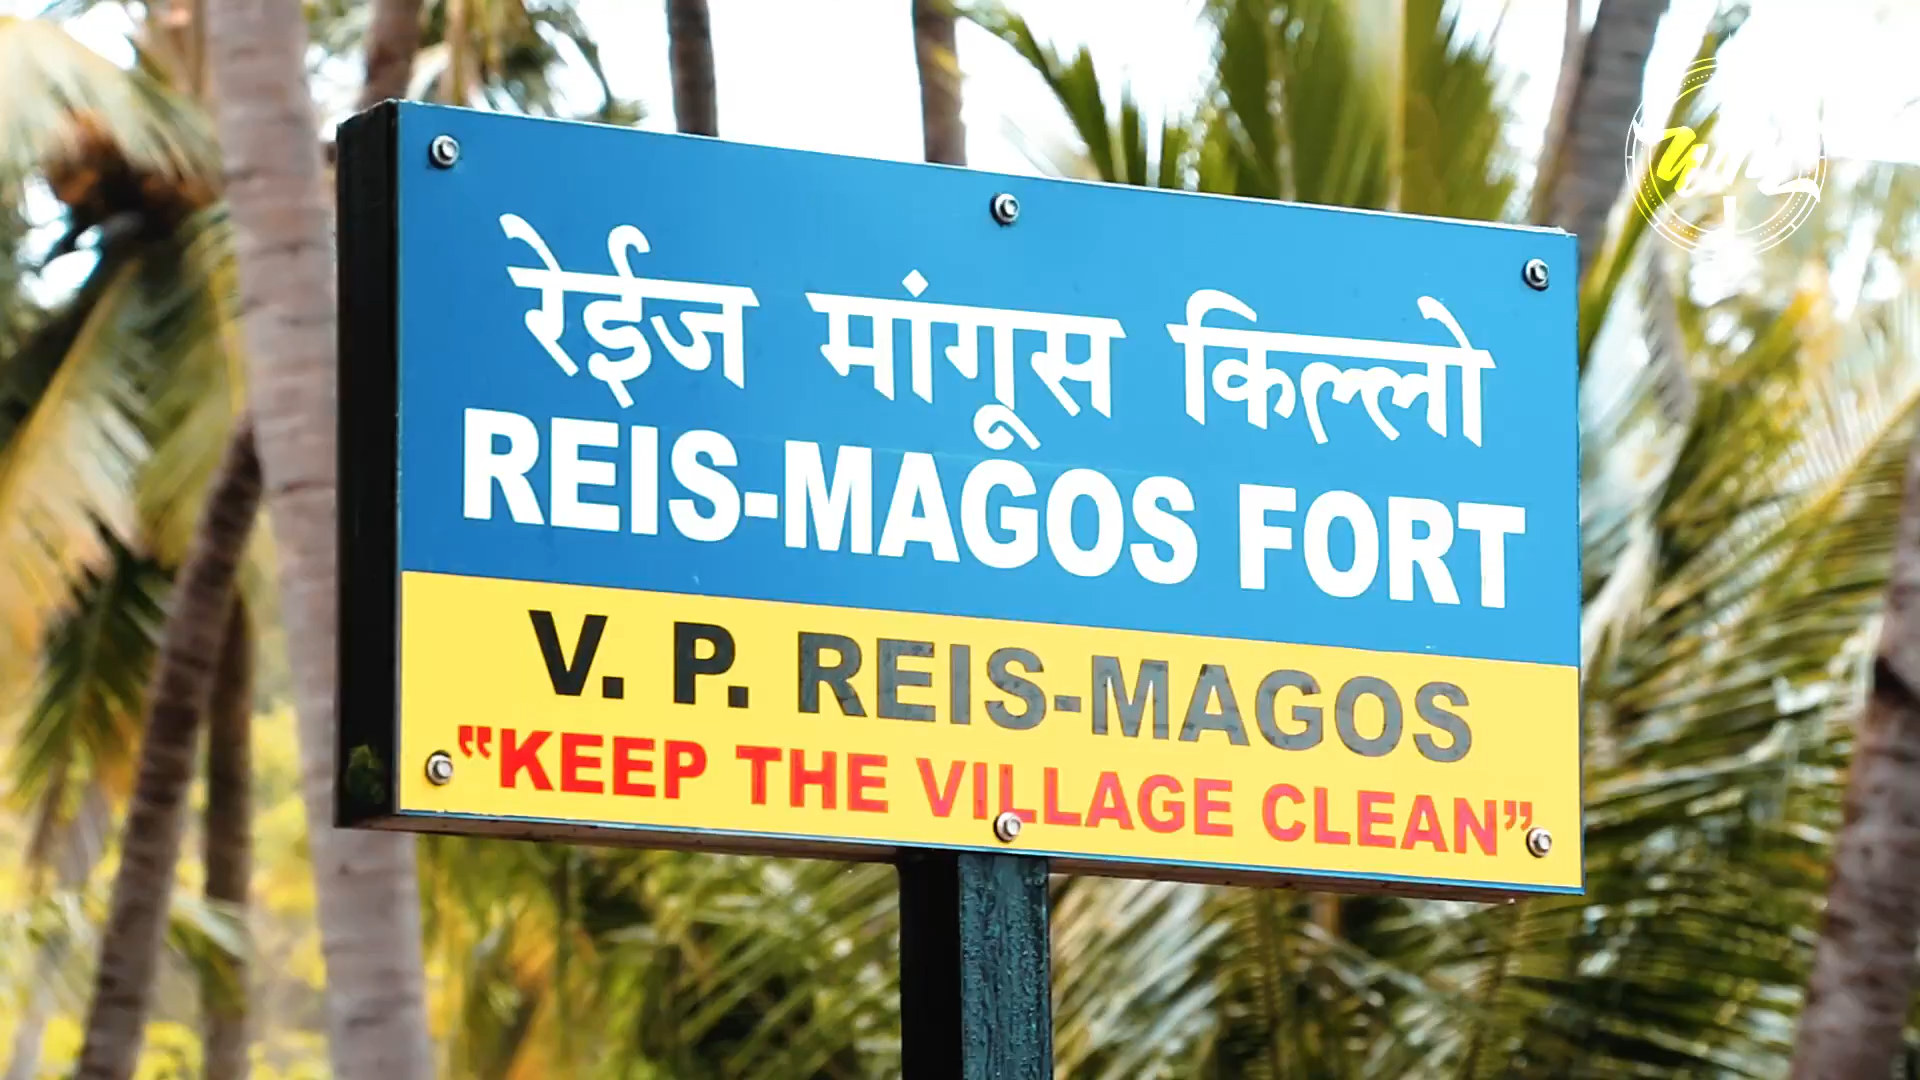 रेईज मांगूस किल्लो
REIS-MAGOS FORT
V. P. REIS-MAGOS
"KEEP THE VILLAGE CLEAN"